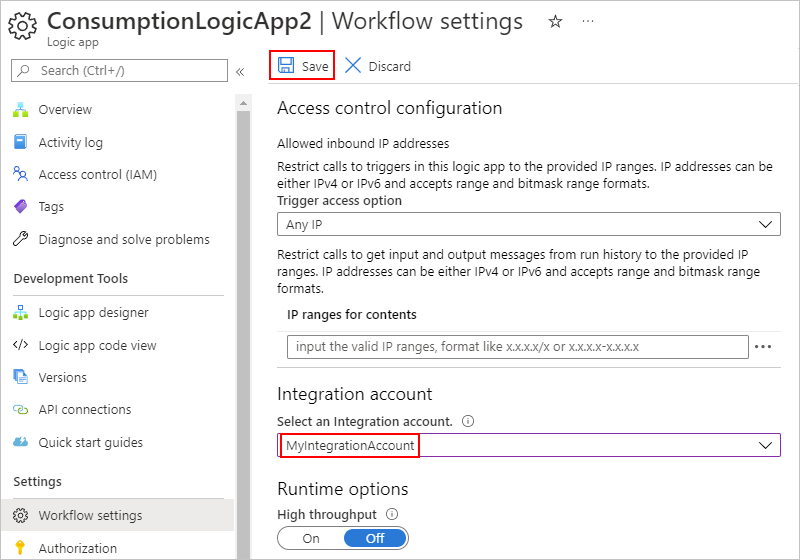 ConsumptionLogicApp2 | Workflow settings
Logic app
Search (Ctrl+/)
Overview
Activity log
Access control (IAM)
Tags
Diagnose and solve problems
Development Tools
Logic app designer
Logic app code view
Versions
API connections
Quick start guides
Settings
Workflow settings
Authorization
Save
Discard
Access control configuration
Allowed inbound IP addresses
Restrict calls to triggers in this logic app to the provided IP ranges. IP addresses can be
either IPv4 or IPv6 and accepts range and bitmask range formats.
Trigger access option
Any IP
Restrict calls to get input and output messages from run history to the provided IP
ranges. IP addresses can be either IPv4 or IPv6 and accepts range and bitmask range
formats.
IP ranges for contents
input the valid IP ranges, format like x.x.x.x/x or x.x.x.x-x.x.x.x
Integration account
Select an Integration account.
MyIntegrationAccount
Runtime options
High throughput
On Off